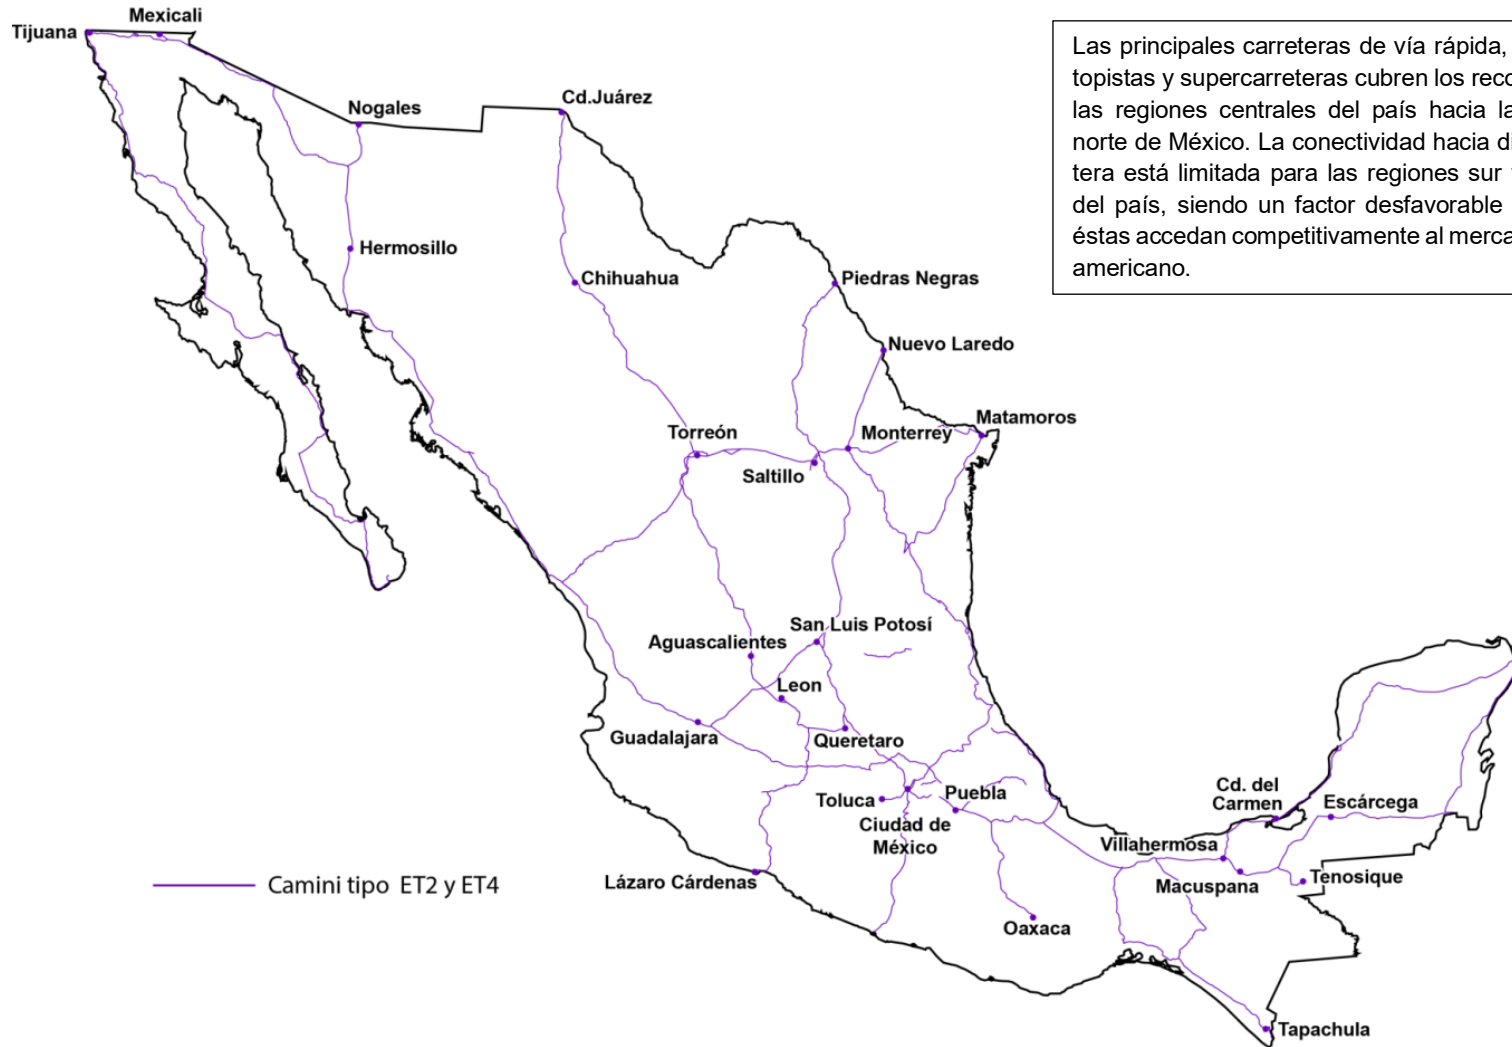 Mexicali
Tijuana
Las principales carreteras de vía rápida,
topistas y supercarreteras cubren los reco
las regiones centrales del país hacia la
norte de México. La conectividad hacia d
tera está limitada para las regiones sur
del país, siendo un factor desfavorable
éstas accedan competitivamente al merca
americano.
Nogales
Cd.Juárez
Hermosillo
Chihuahua
Piedras Negras
Nuevo Laredo
Matamoros
Torreón
Monterrey
Saltillo
San Luis Potosí
Aguascalientes
Leon
Guadalajara
Queretaro
Toluca
Puebla
Ciudad de
México
Cd. del
Carmen
Escárcega
Villahermosa
Macuspana
Tenosique
Lázaro Cárdenas
Camini tipo ET2 y ET4
Oaxaca
Tapachula